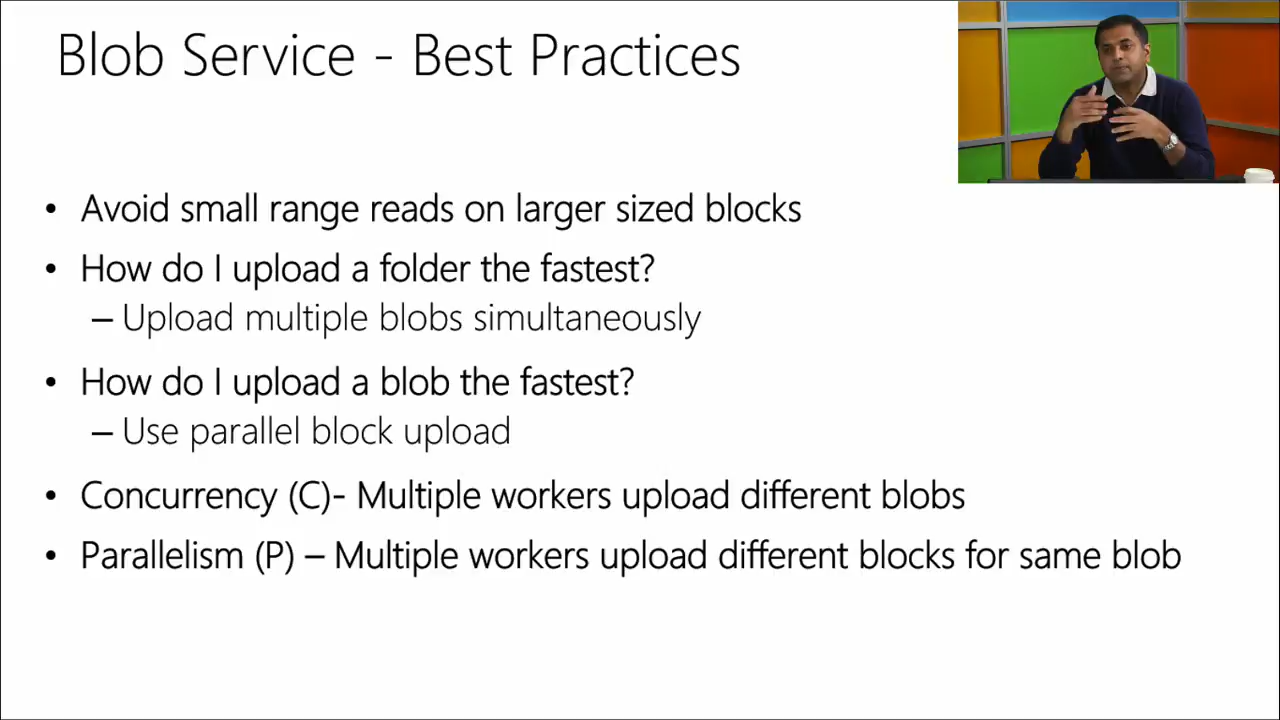 Blob Service - Best Practices
• Avoid small range reads on larger sized blocks
• How do I upload a folder the fastest?
– Upload multiple blobs simultaneously
• How do I upload a blob the fastest?
– Use parallel block upload
• Concurrency (C)- Multiple workers upload different blobs
• Parallelism (P) – Multiple workers upload different blocks for same blob